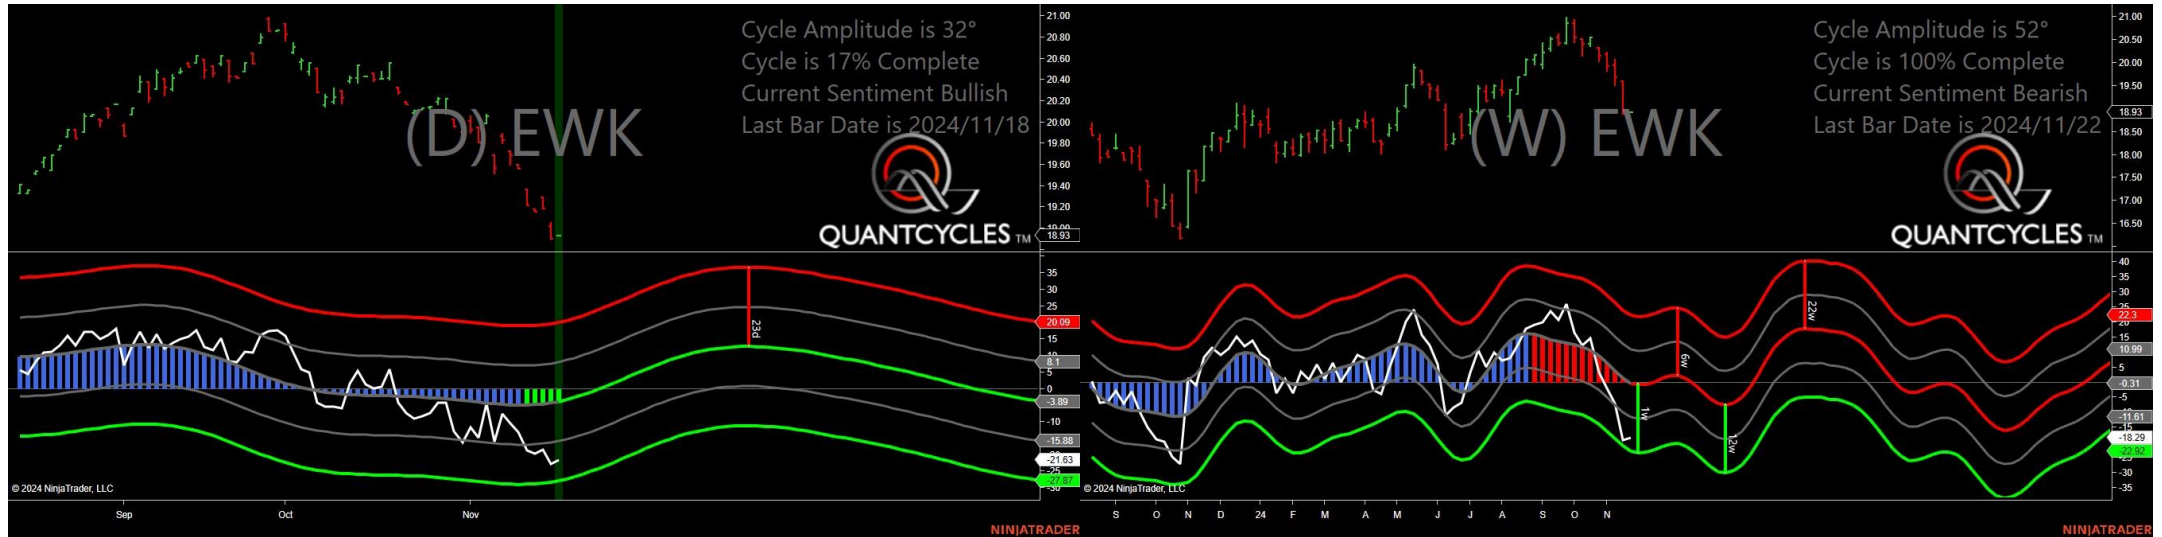 Cycle Amplitude is 32°
Cycle is 17% Complete
Current Sentiment Bullish
Last Bar Date is 2024/11/18
(D) EWK
QUANTCYCLES TM
21.00
20.80
20.60
20.40
20.20
20.00
19.80
19.60
19.40
19.20
18.93
35
30
25
20.09
15
8.1
5
0
-3.89
-10
-15.88
-21.63
-25
-27.87
-30
23d
© 2024 NinjaTrader, LLC
Sep
Oct
Nov
NINJATRADER
Cycle Amplitude is 52°
Cycle is 100% Complete
Current Sentiment Bearish
Last Bar Date is 2024/11/22
(W) EWK
QUANTCYCLES TM
21.00
20.50
20.00
19.50
18.93
18.50
18.00
17.50
17.00
16.50
40
35
30
22.3
20
15
10.99
5
-0.31
-5
-11.61
-15
-18.29
-22.92
-30
-35
1w
6w
12w
22w
© 2024 NinjaTrader, LLC
S
O
N
D
24
F
M
A
M
J
J
A
S
O
N
NINJATRADER